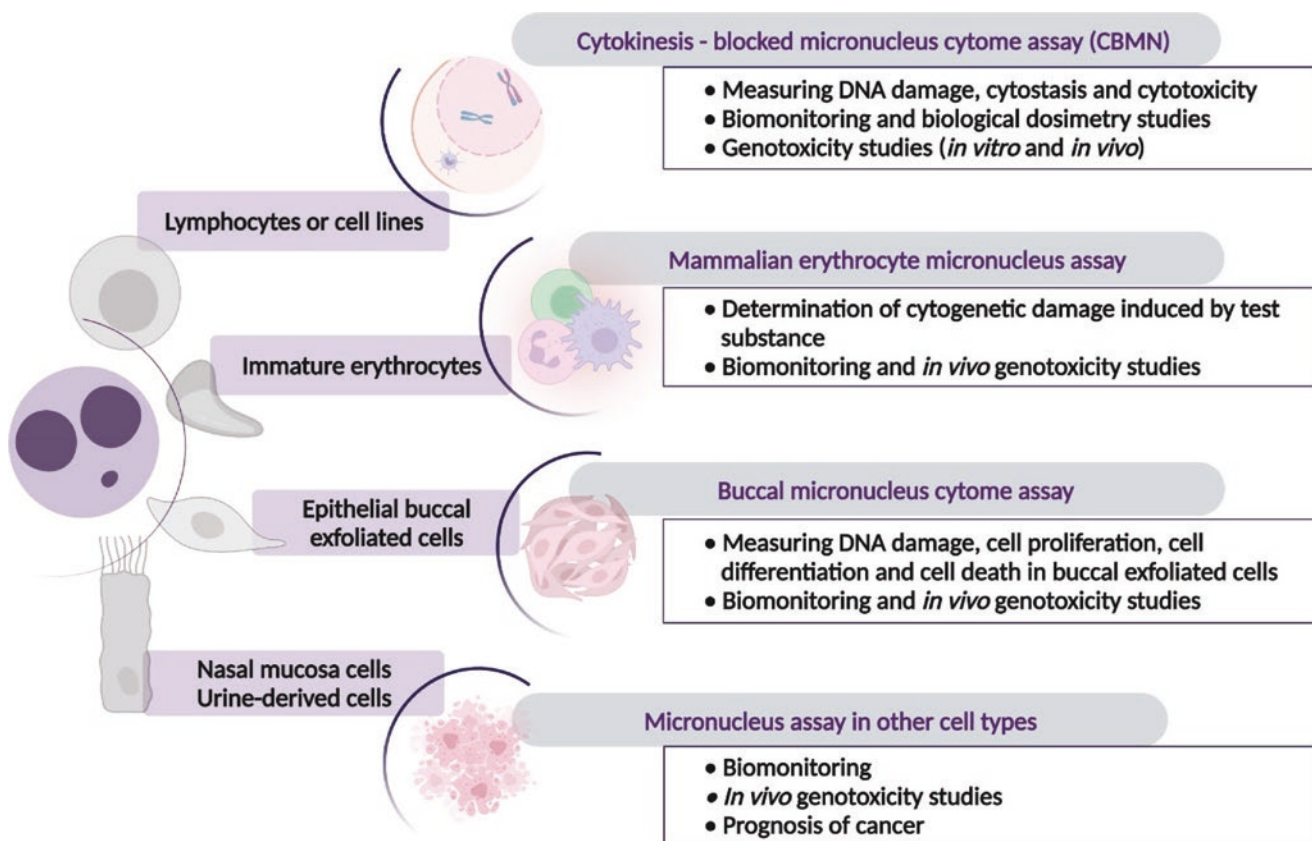 Cytokinesis - blocked micronucleus cytome assay (CBMN)
• Measuring DNA damage, cytostasis and cytotoxicity
• Biomonitoring and biological dosimetry studies
• Genotoxicity studies (in vitro and in vivo)
Lymphocytes or cell lines
Mammalian erythrocyte micronucleus assay
• Determination of cytogenetic damage induced by test
substance
• Biomonitoring and in vivo genotoxicity studies
Immature erythrocytes
Buccal micronucleus cytome assay
• Measuring DNA damage, cell proliferation, cell
differentiation and cell death in buccal exfoliated cells
• Biomonitoring and in vivo genotoxicity studies
Epithelial buccal
exfoliated cells
Nasal mucosa cells
Urine-derived cells
Micronucleus assay in other cell types
• Biomonitoring
• In vivo genotoxicity studies
• Prognosis of cancer